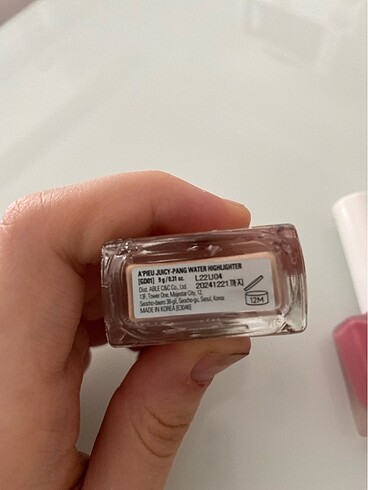 A'PIEU JUICY-PANG WATER HIGHLIGHTER
[GD01] 9 g / 0.31 oz. L22U04
Dist. ABLE C&C Co., Ltd. 20241221까지
13F, Tower One, Majestar City, 12,
Seocho-daero 38-gil, Seocho-gu, Seoul, Korea
MADE IN KOREA
12M